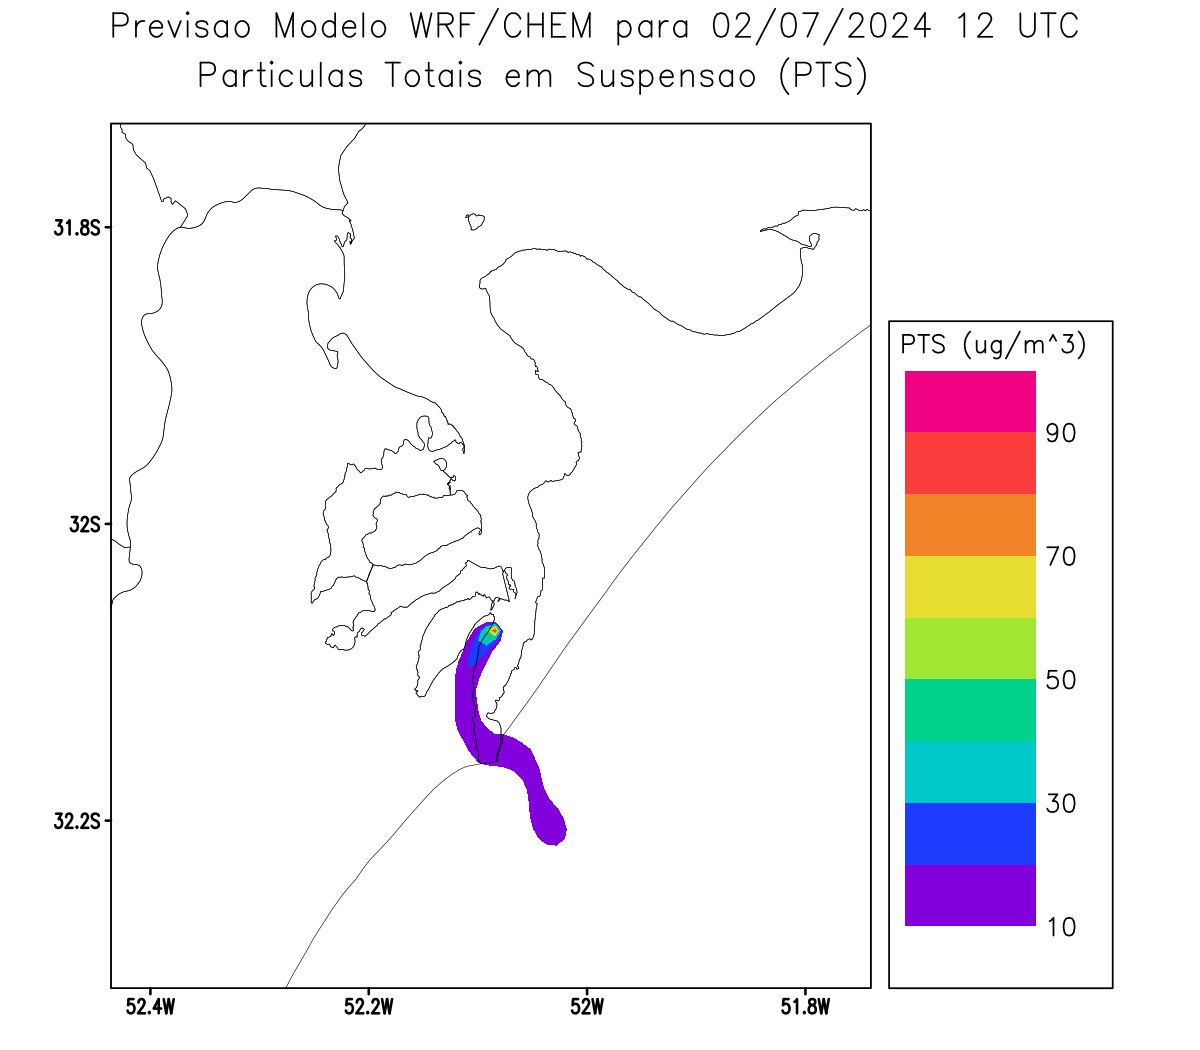 Previsao Modelo WRF/CHEM para 02/07/2024 12 UTC
Particulas Totais em Suspensao (PTS)
31.8S
32S
32.2S
52.4W
52.2W
52W
51.8W
PTS (ug/m^3)
90
70
50
30
10